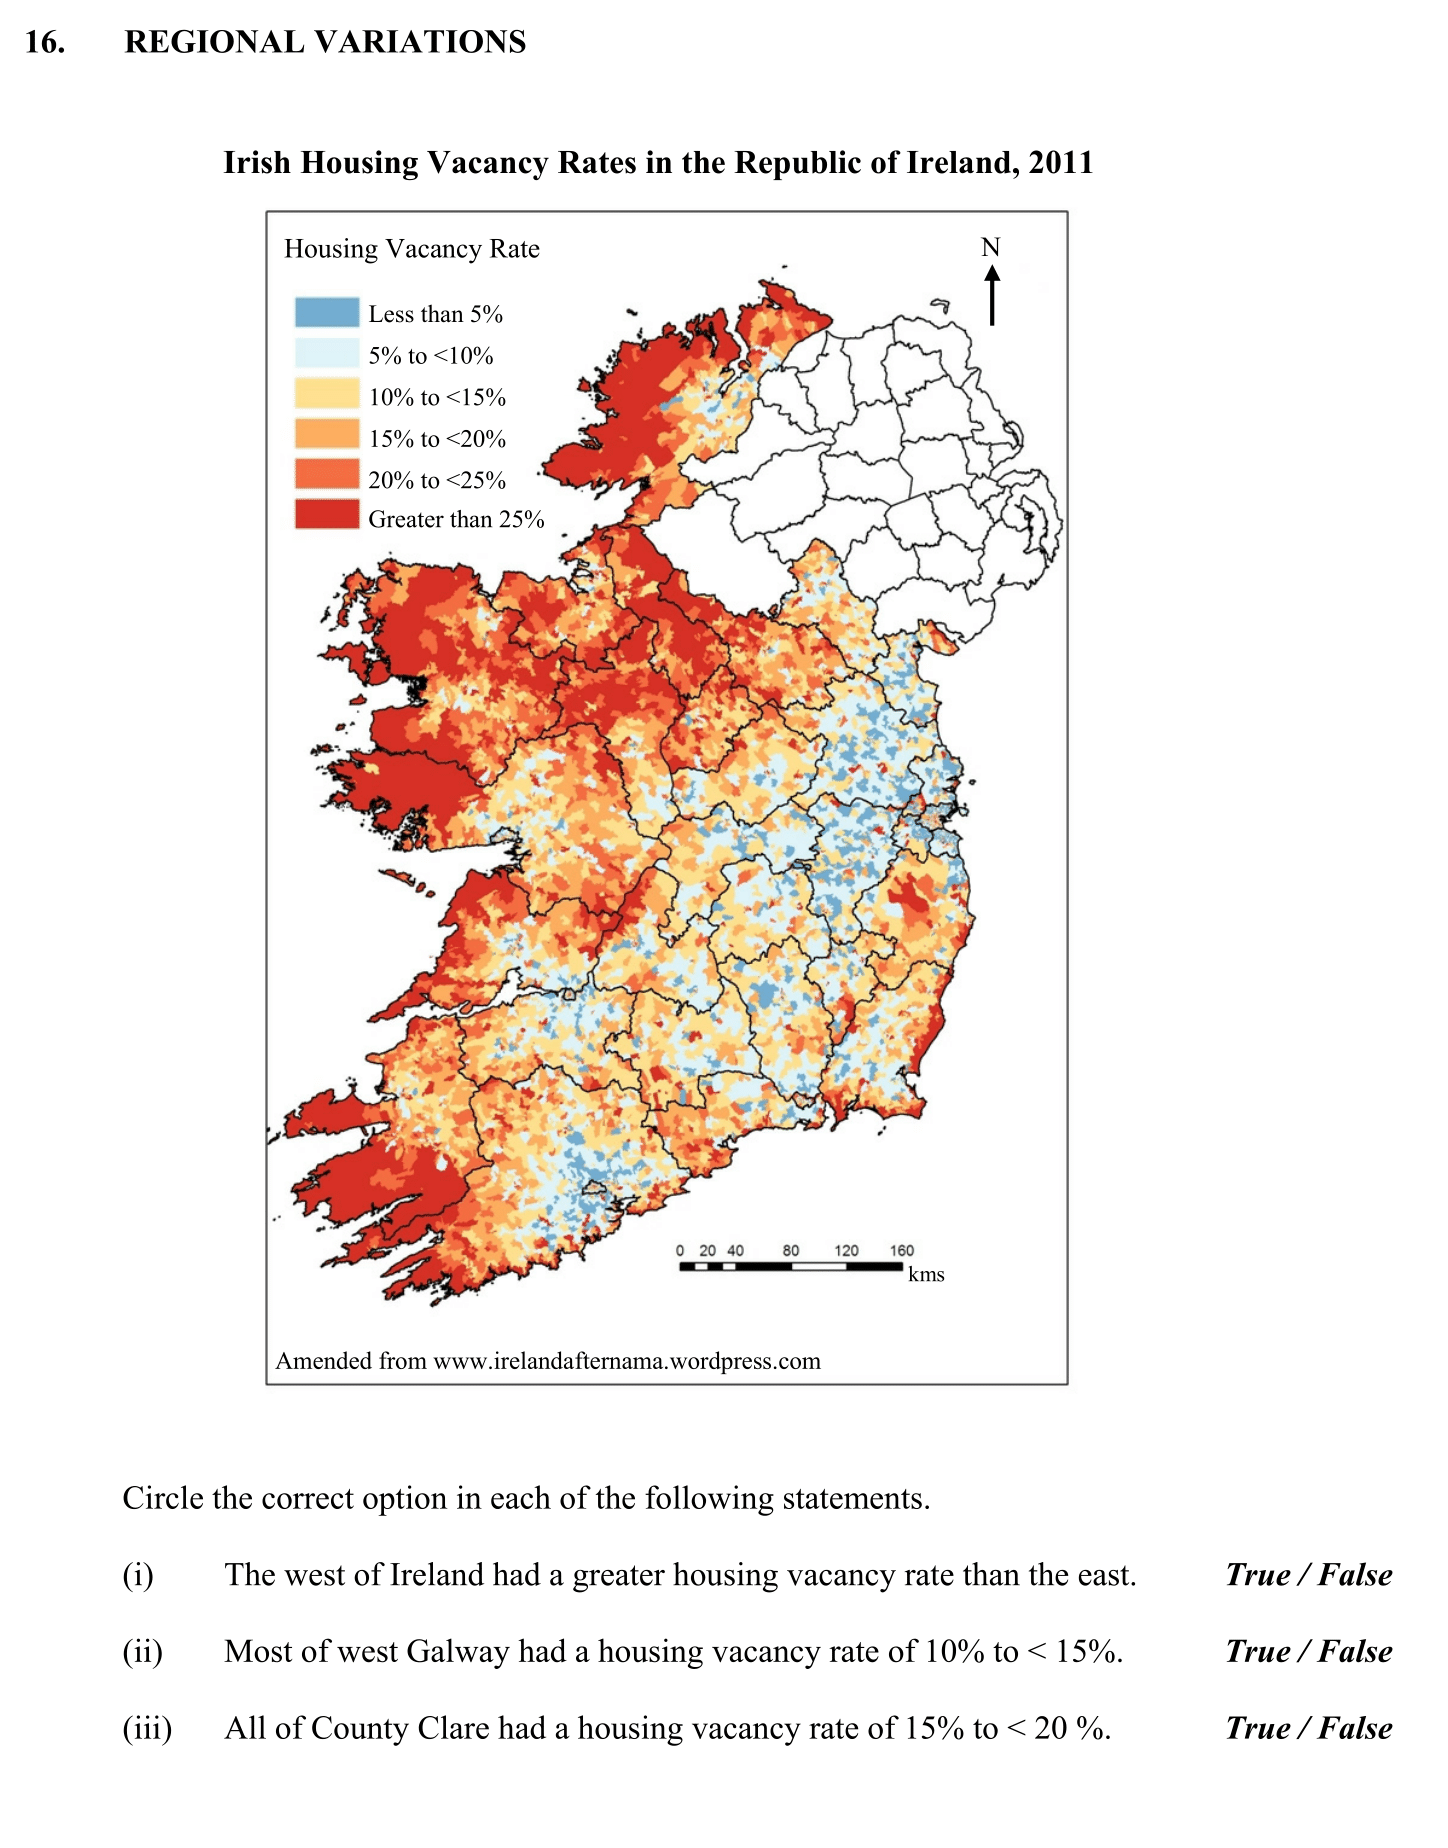 16. REGIONAL VARIATIONS
Irish Housing Vacancy Rates in the Republic of Ireland, 2011
Housing Vacancy Rate
N
Less than 5%
5% to <10%
10% to <15%
15% to <20%
20% to <25%
Greater than 25%
0 20 40 80 120 160
kms
Amended from www.irelandafternama.wordpress.com
Circle the correct option in each of the following statements.
(i) The west of Ireland had a greater housing vacancy rate than the east. True / False
(ii) Most of west Galway had a housing vacancy rate of 10% to < 15%. True / False
(iii) All of County Clare had a housing vacancy rate of 15% to < 20 %. True / False